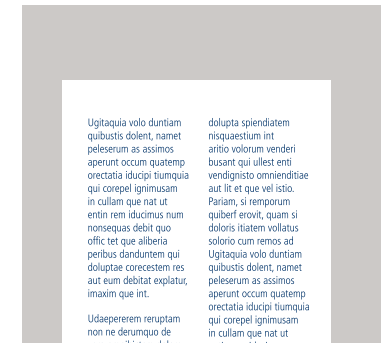 Ugitaquia volo duntiam
quibustis dolent, namet
peleserum as assimos
aperunt occum quatemp
orectatia iducipi tiumquia
qui corepel ignimusam
in cullam que nat ut
entin rem iducimus num
nonsequas debit quo
offic tet que aliberia
peribus danduntem qui
doluptae corecestem res
aut eum debitat explatur,
imaxim que int.
Udaepererem reruptam
non ne derumquo de
dolupta spiendiatem
nisquaestium int
aritio volorum venderi
busant qui ullest enti
vendignisto omnienditiae
aut lit et que vel istio.
Pariam, si remporum
quiberf erovit, quam si
doloris itiatem vollatus
solorio cum remos ad
Ugitaquia volo duntiam
quibustis dolent, namet
peleserum as assimos
aperunt occum quatemp
orectatia iducipi tiumquia
qui corepel ignimusam
in cullam que nat ut